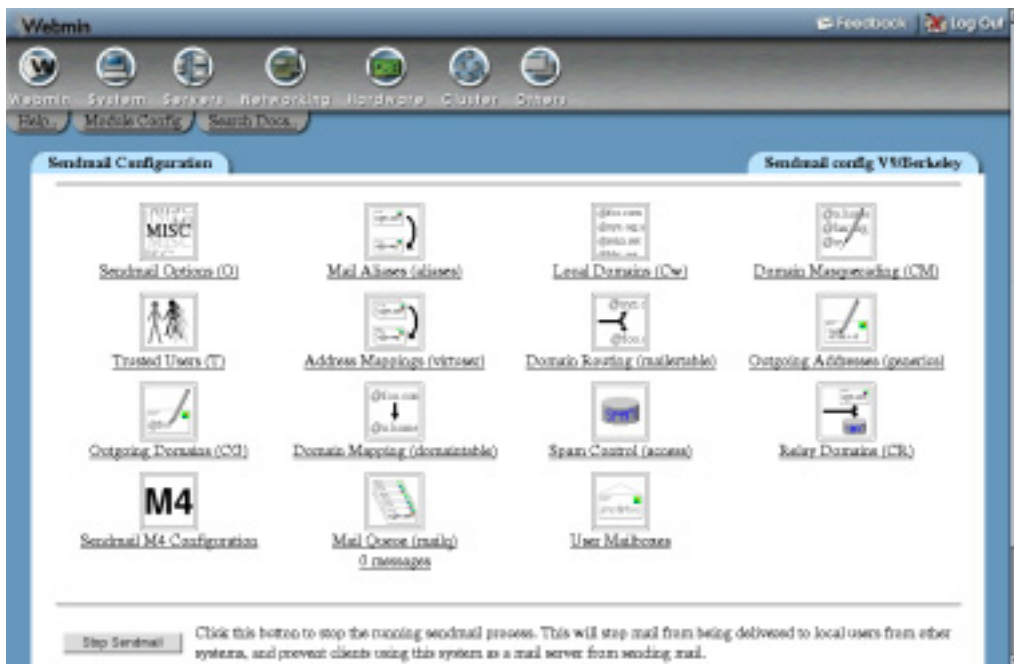 Webmin
Feedback Log Out
Webmin System Servers Networking Hardware Cluster Others
Help.. Module Config Search Docs..
Sendmail Configuration Sendmail config V8/Berkeley
MISC
Sendmail Options (O) Mail Aliases (aliases) Local Domains (Cw) Domain Masquerading (CM)
Trusted Users (T) Address Mappings (virtuser) Domain Routing (mailertable) Outgoing Addresses (generics)
SPAM
Outgoing Domains (CG) Domain Mapping (domaintable) Spam Control (access) Relay Domains (CR)
M4
Sendmail M4 Configuration Mail Queue (mailq) User Mailboxes
0 messages
Stop Sendmail Click this button to stop the running sendmail process. This will stop mail from being delivered to local users from other
systems, and prevent clients using this system as a mail server from sending mail.